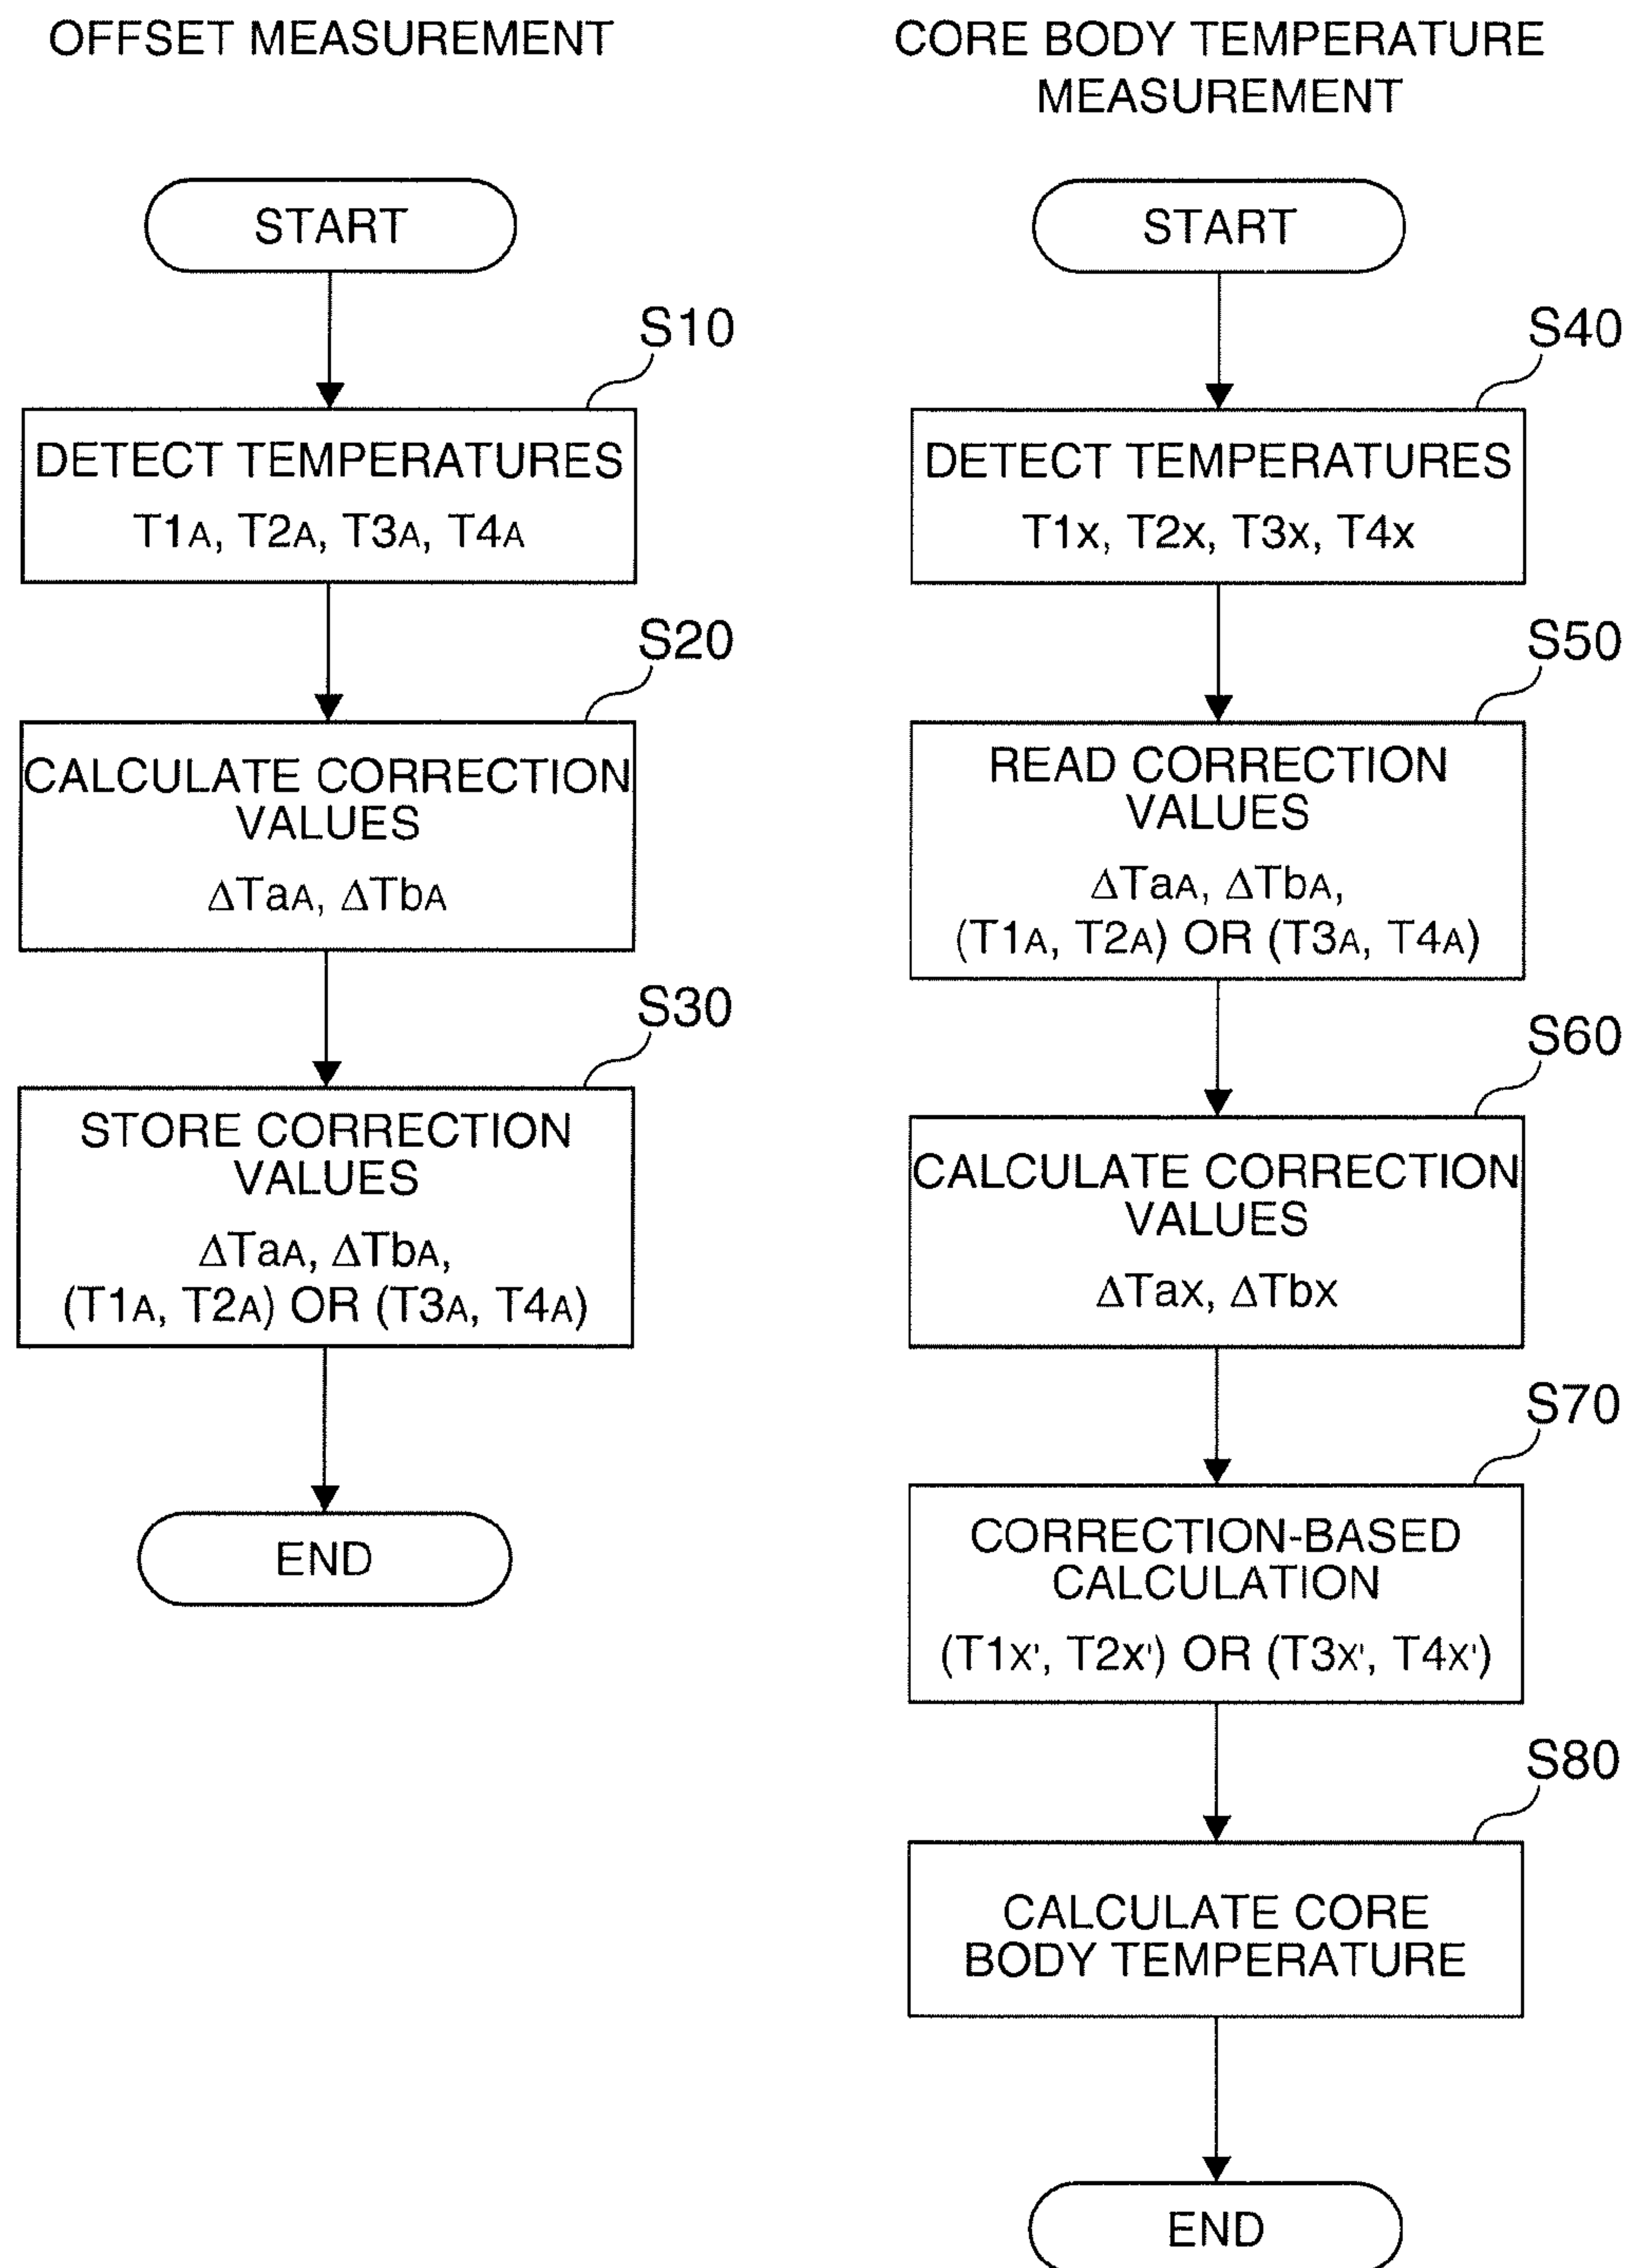 OFFSET MEASUREMENT
START
S10
DETECT TEMPERATURES
T1A, T2A, T3A, T4A
S20
CALCULATE CORRECTION
VALUES
ΔTaA, ΔTbA
S30
STORE CORRECTION
VALUES
ΔTaA, ΔTbA,
(T1A, T2A) OR (T3A, T4A)
END
CORE BODY TEMPERATURE
MEASUREMENT
START
S40
DETECT TEMPERATURES
T1x, T2x, T3x, T4x
S50
READ CORRECTION
VALUES
ΔTaA, ΔTbA,
(T1A, T2A) OR (T3A, T4A)
S60
CALCULATE CORRECTION
VALUES
ΔTax, ΔTbx
S70
CORRECTION-BASED
CALCULATION
(T1x', T2x') OR (T3x', T4x')
S80
CALCULATE CORE
BODY TEMPERATURE
END